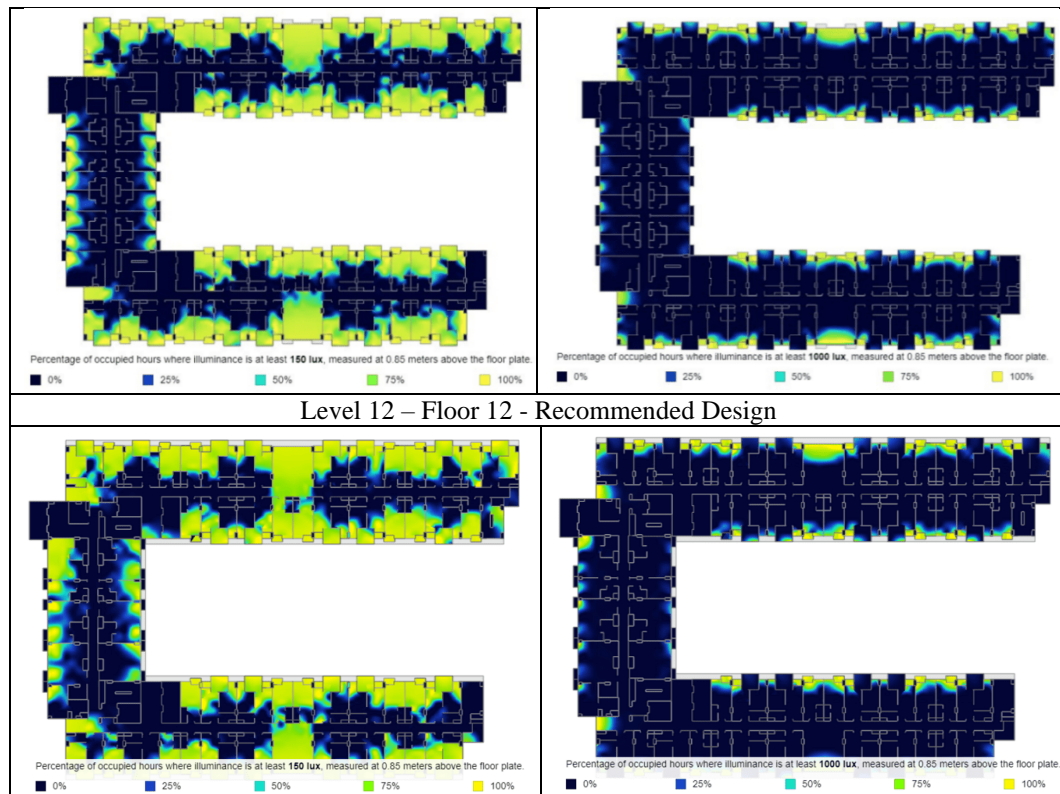 Percentage of occupied hours where illuminance is at least 150 lux, measured at 0.85 meters above the floor plate.
0% 25% 50% 75% 100%
Percentage of occupied hours where illuminance is at least 1000 lux, measured at 0.85 meters above the floor plate.
0% 25% 50% 75% 100%
Level 12 – Floor 12 - Recommended Design
Percentage of occupied hours where illuminance is at least 150 lux, measured at 0.85 meters above the floor plate.
0% 25% 50% 75% 100%
Percentage of occupied hours where illuminance is at least 1000 lux, measured at 0.85 meters above the floor plate.
0% 25% 50% 75% 100%